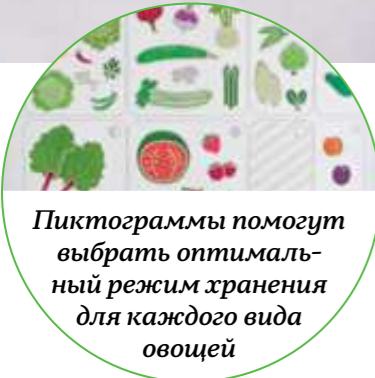 Пиктограммы помогут
выбрать оптималь-
ный режим хранения
для каждого вида
овощей